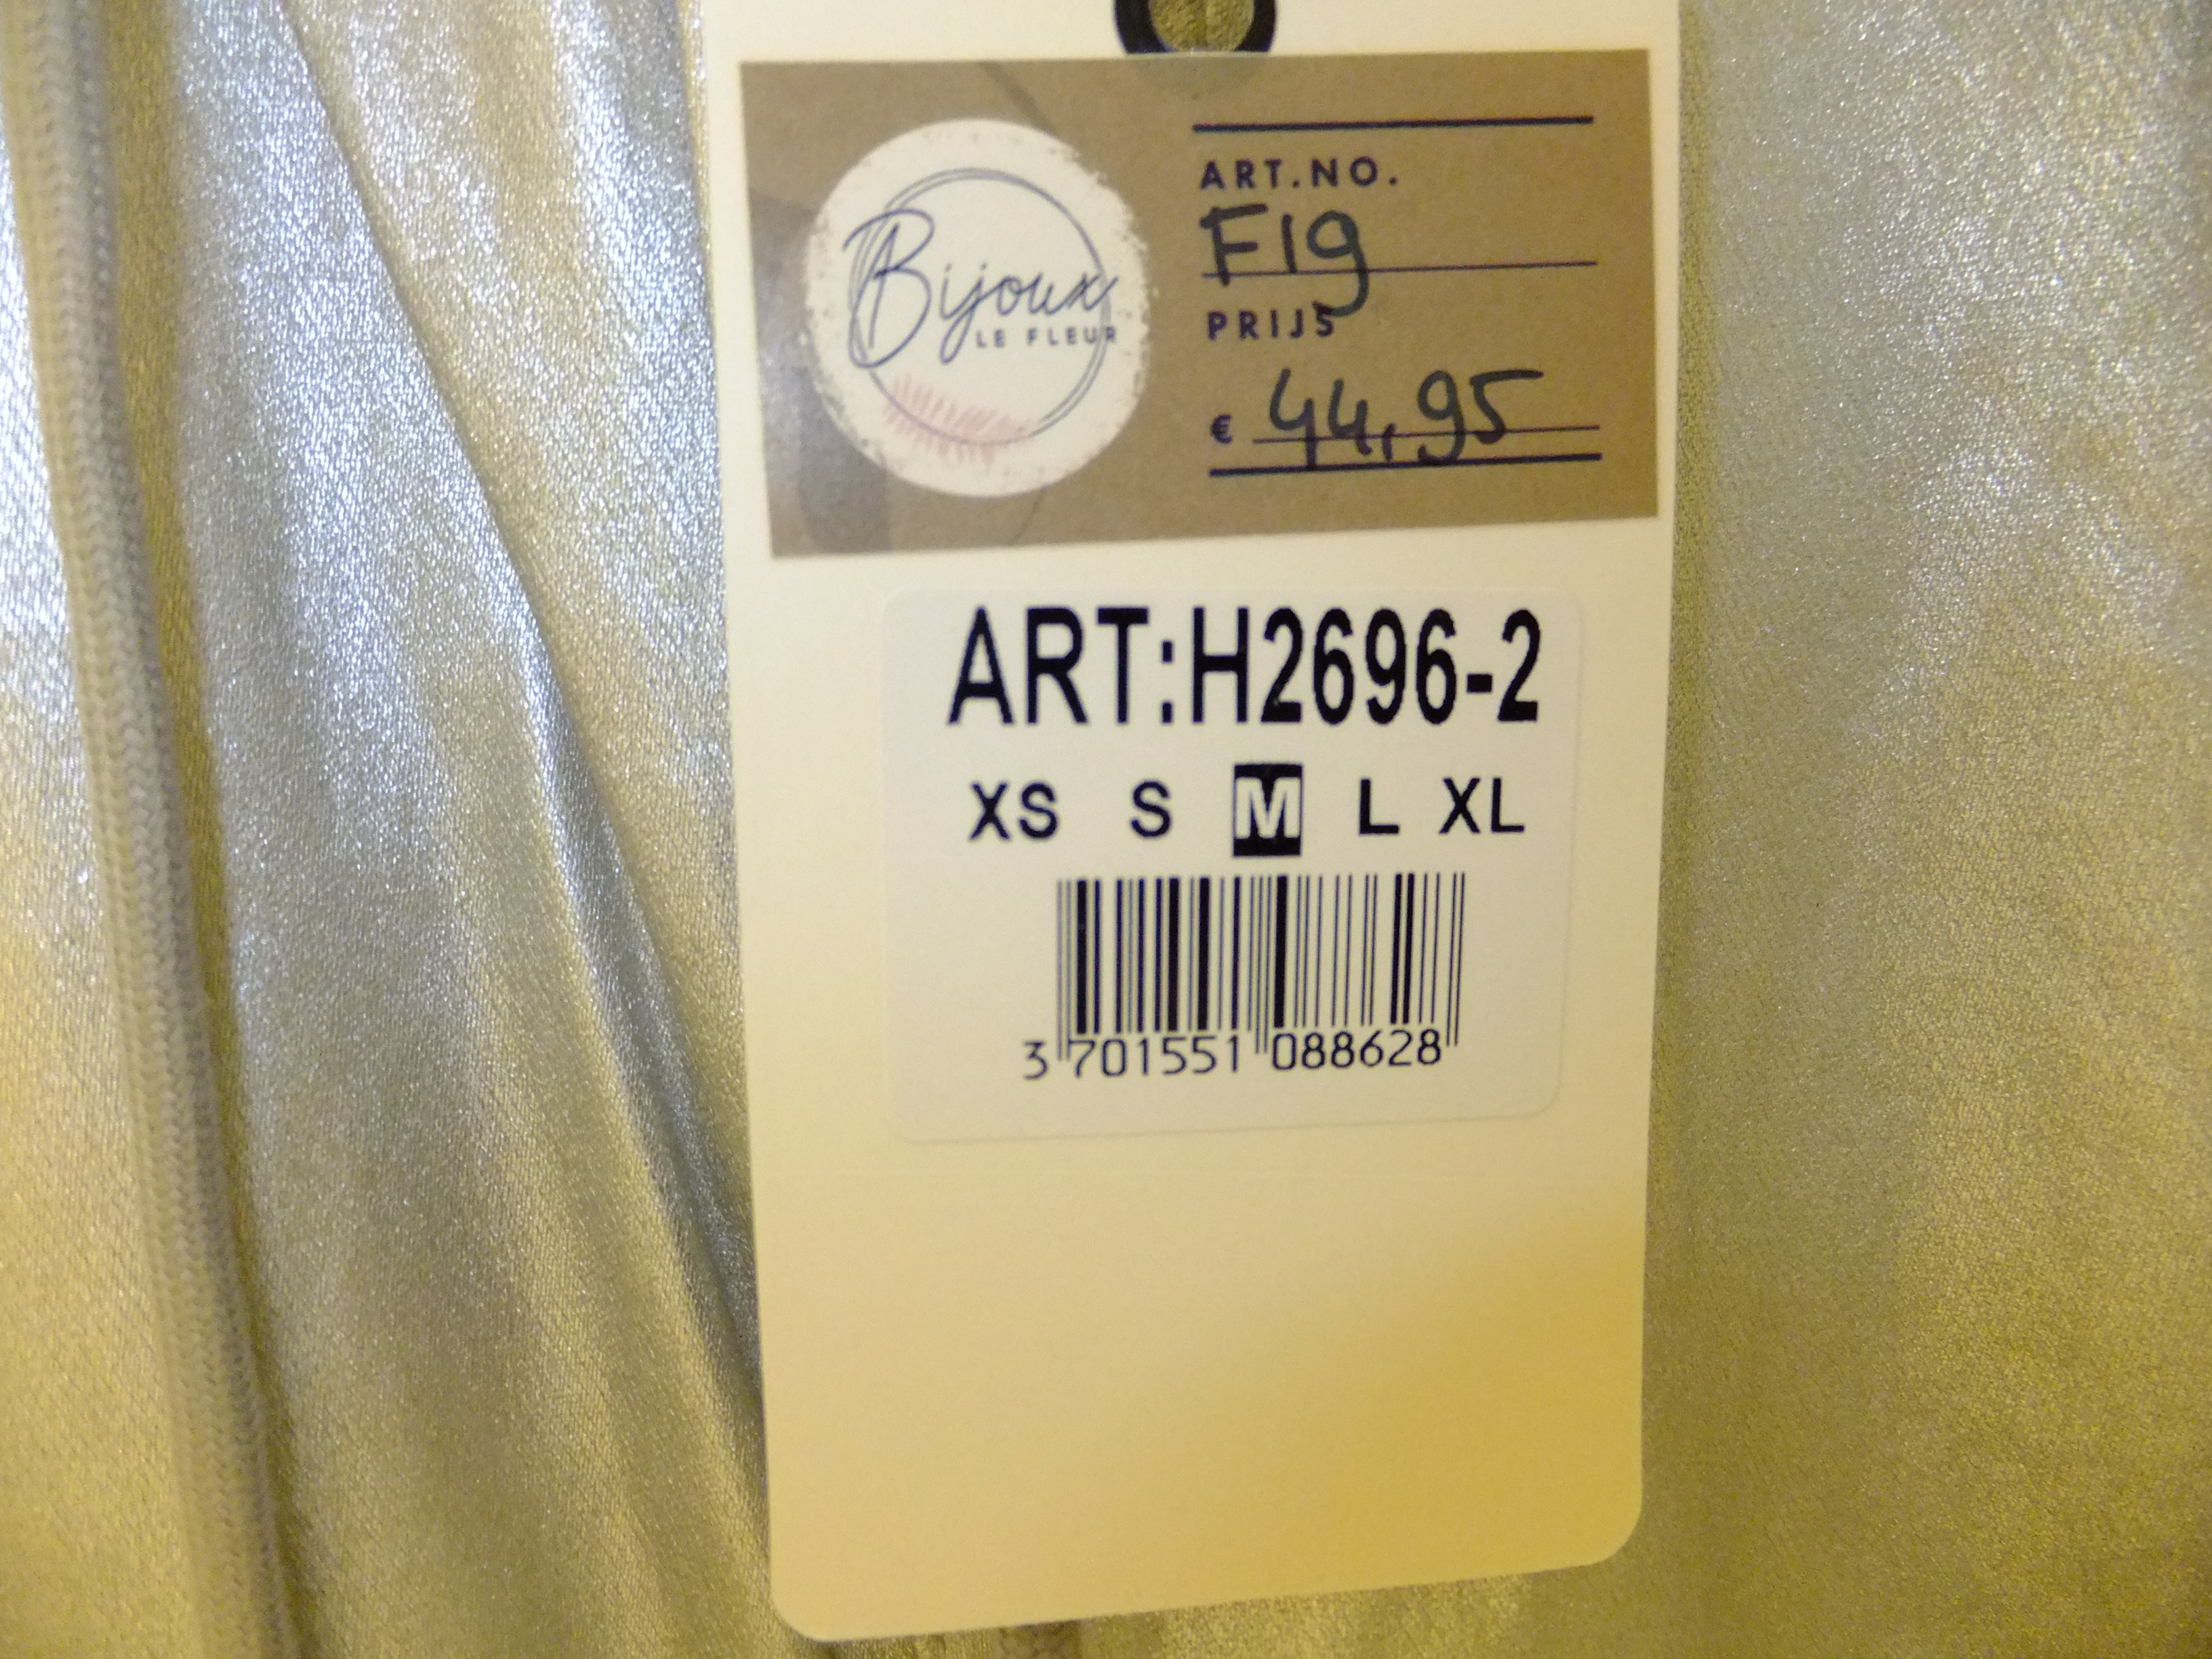 Bijoux
LE FLEUR
ART.NO.
F19
PRIJS
€ 44,95
ART:H2696-2
XS S M L XL
3 701551 088628